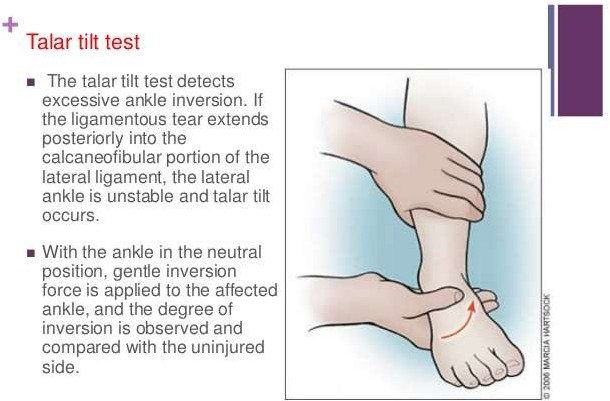 +
Talar tilt test
■ The talar tilt test detects
excessive ankle inversion. If
the ligamentous tear extends
posteriorly into the
calcaneofibular portion of the
lateral ligament, the lateral
ankle is unstable and talar tilt
occurs.
■ With the ankle in the neutral
position, gentle inversion
force is applied to the affected
ankle, and the degree of
inversion is observed and
compared with the uninjured
side.
© 2006 MARCIA HARTSOCK